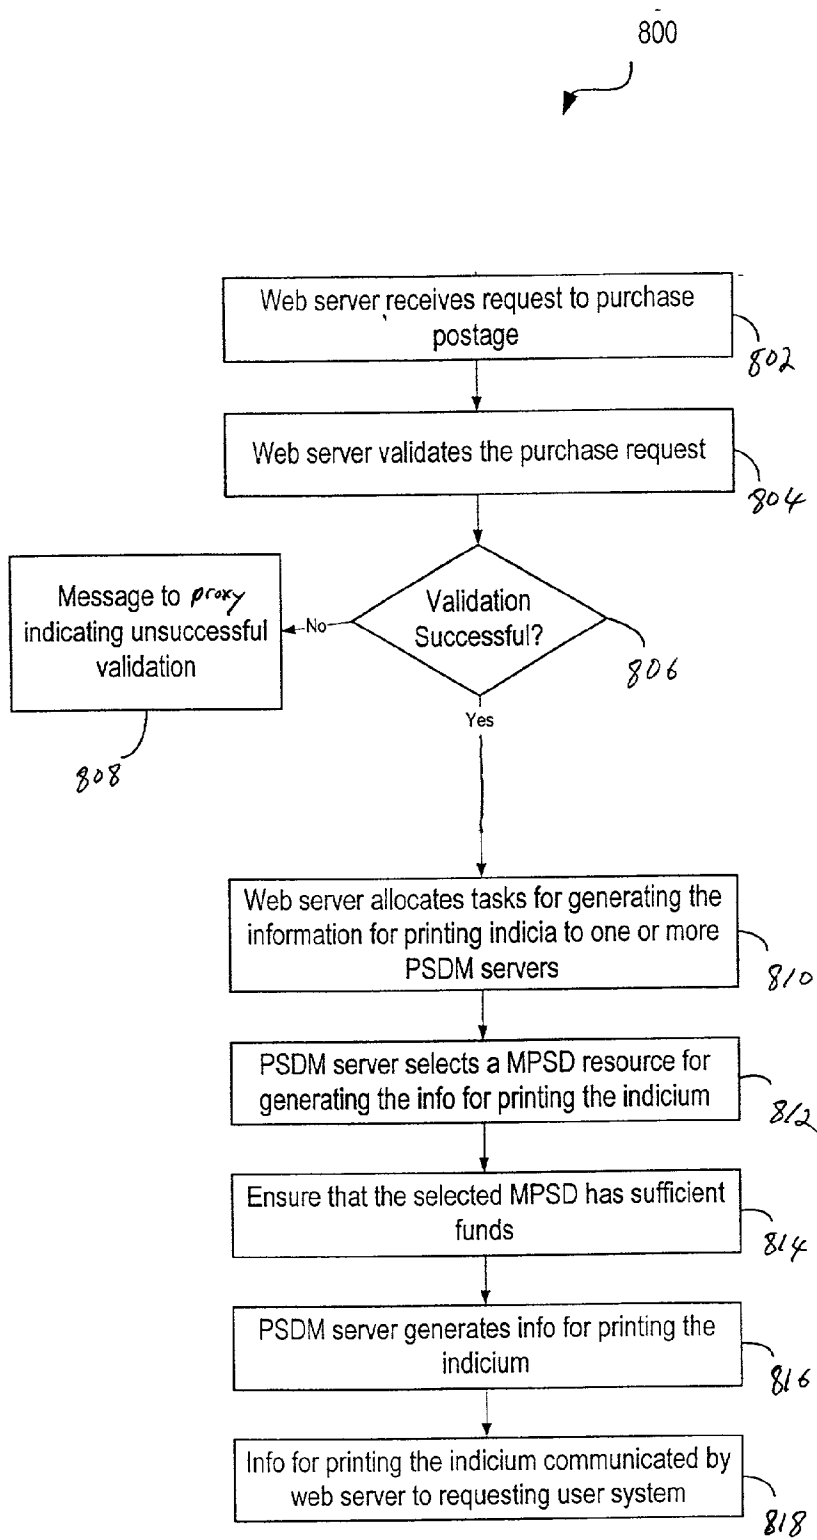 800
Web server receives request to purchase
postage
802
Web server validates the purchase request
804
Validation
Successful?
806
No
Message to proxy
indicating unsuccessful
validation
808
Yes
Web server allocates tasks for generating the
information for printing indicia to one or more
PSDM servers
810
PSDM server selects a MPSD resource for
generating the info for printing the indicium
812
Ensure that the selected MPSD has sufficient
funds
814
PSDM server generates info for printing the
indicium
816
Info for printing the indicium communicated by
web server to requesting user system
818